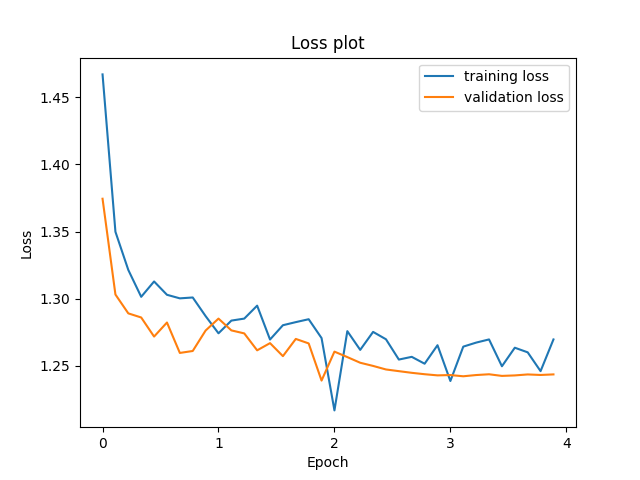 Loss plot
training loss
validation loss
1.45
1.40
1.35
1.30
1.25
Loss
0 1 2 3 4
Epoch